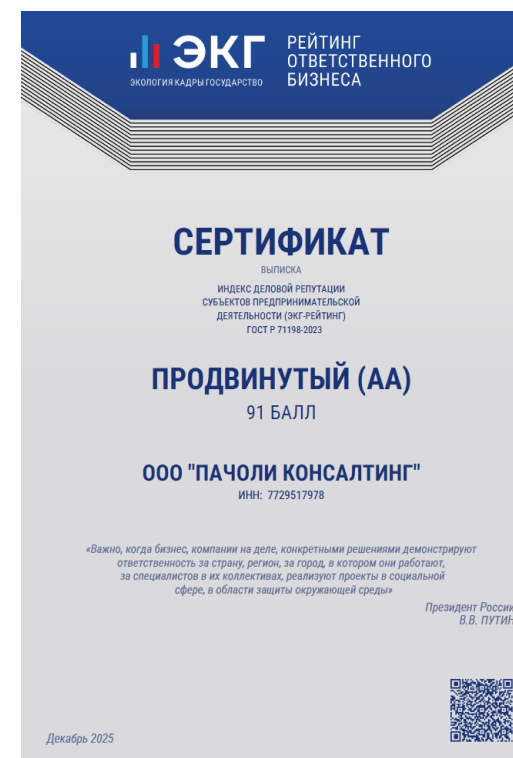 ЭКГ
ЭКОЛОГИЯ КАДРЫ ГОСУДАРСТВО
РЕЙТИНГ
ОТВЕТСТВЕННОГО
БИЗНЕСА
СЕРТИФИКАТ
ВЫПИСКА
ИНДЕКС ДЕЛОВОЙ РЕПУТАЦИИ
СУБЪЕКТОВ ПРЕДПРИНИМАТЕЛЬСКОЙ
ДЕЯТЕЛЬНОСТИ (ЭКГ-РЕЙТИНГ)
ГОСТ Р 71198-2023
ПРОДВИНУТЫЙ (АА)
91 БАЛЛ
ООО "ПАЧОЛИ КОНСАЛТИНГ"
ИНН: 7729517978
«Важно, когда бизнес, компании на деле, конкретными решениями демонстрируют
ответственность за страну, регион, за город, в котором они работают,
за специалистов в их коллективах, реализуют проекты в социальной
сфере, в области защиты окружающей среды»
Президент России
В.В. ПУТИН
Декабрь 2025